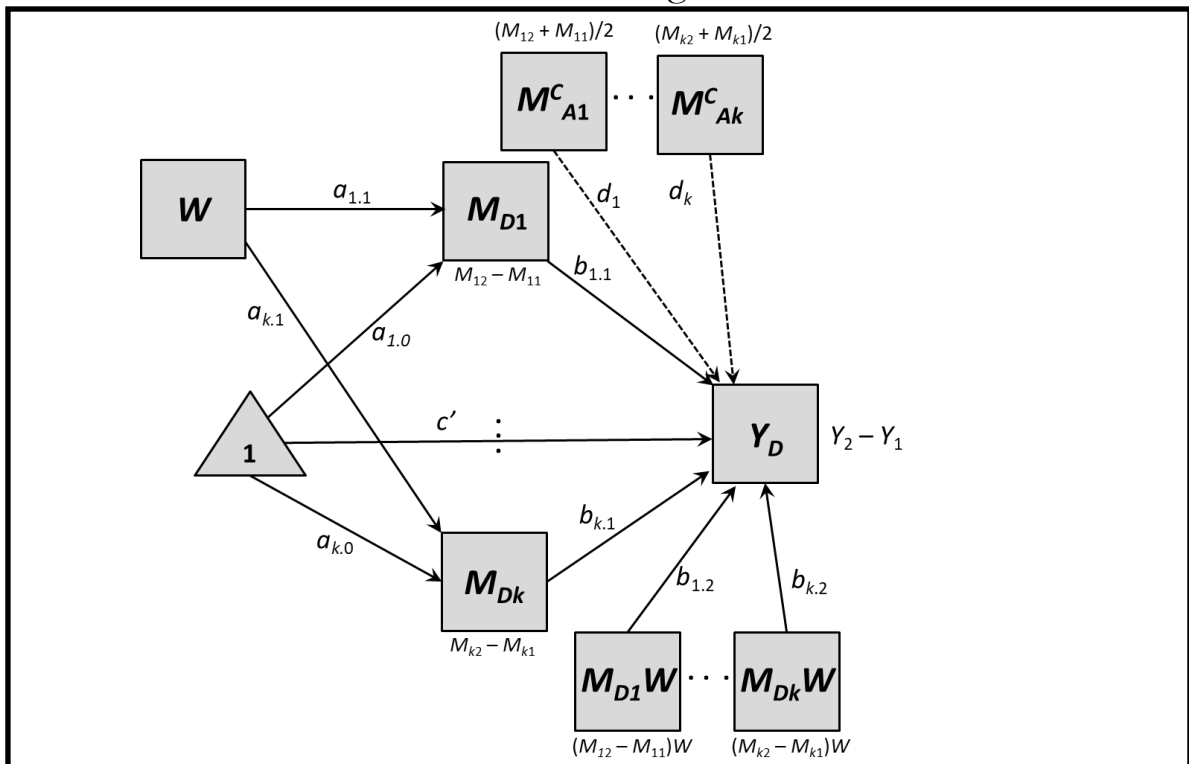 (M12 + M11)/2
(Mk2 + Mk1)/2
MCA1
· · ·
MCAk
W
a1.1
MD1
M12 – M11
d1
dk
b1.1
ak.1
a1.0
1
c’
⋮
YD
Y2 – Y1
ak.0
MDk
Mk2 – Mk1
bk.1
b1.2
bk.2
MD1W
· · ·
MDkW
(M12 – M11)W
(Mk2 – Mk1)W